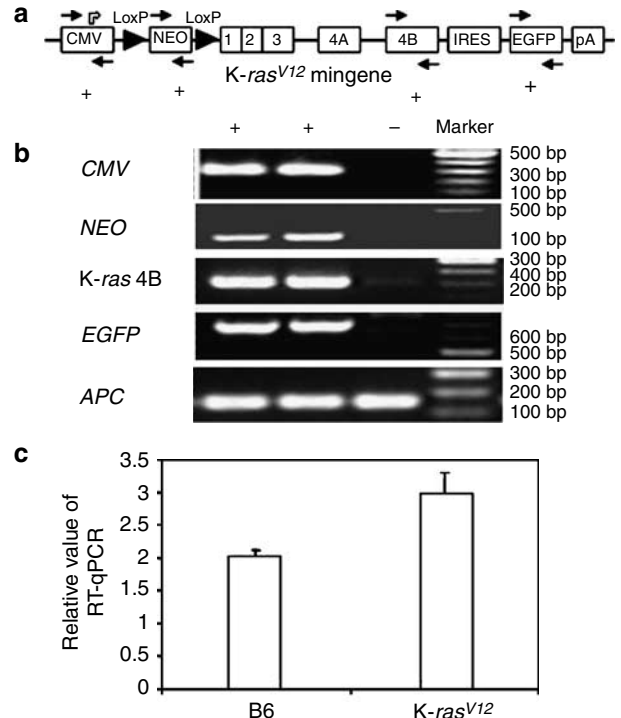 a
LoxP LoxP
CMV NEO 1 2 3 4A 4B IRES EGFP pA
K-rasV12 mingene
+ + + +
+ + – Marker
b
CMV
500 bp
300 bp
100 bp
NEO
500 bp
100 bp
K-ras 4B
300 bp
400 bp
200 bp
EGFP
600 bp
500 bp
APC
300 bp
200 bp
100 bp
c
Relative value of
RT-qPCR
3.5
3
2.5
2
1.5
1
0.5
0
B6 K-rasV12